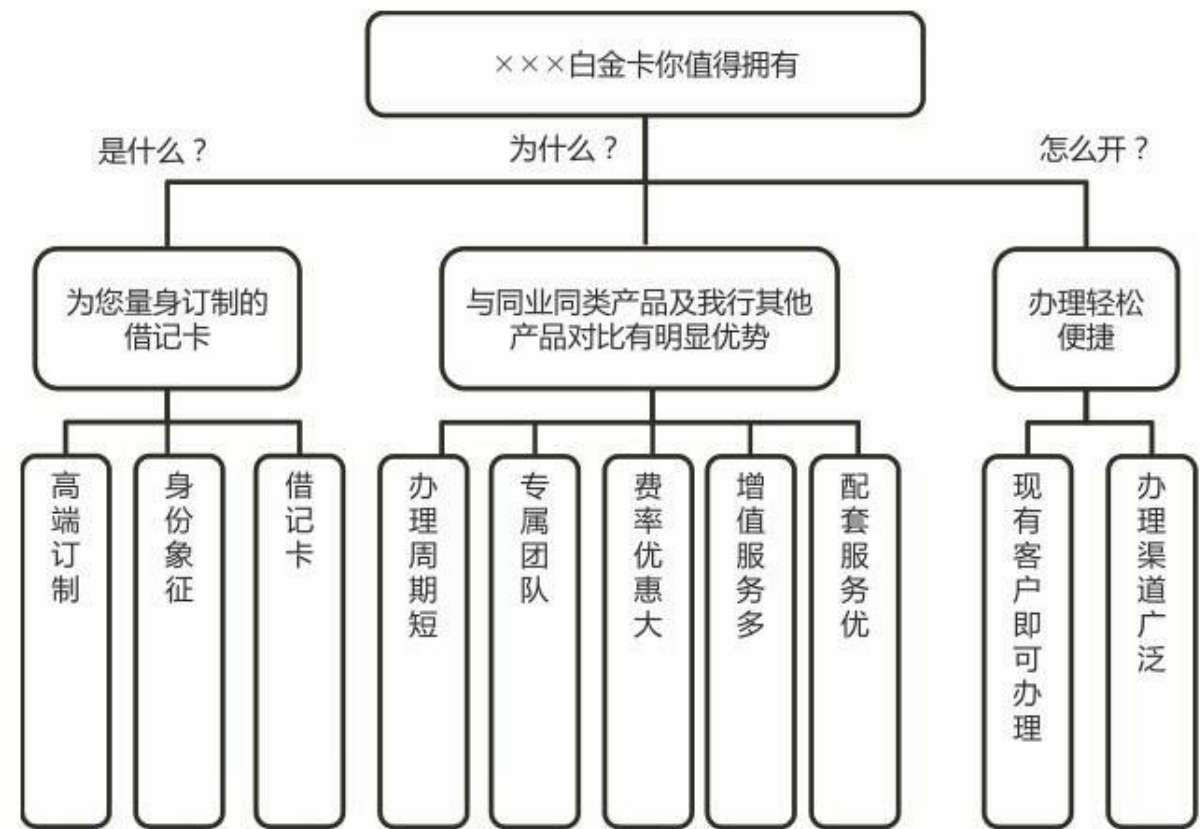 ×××白金卡你值得拥有
是什么？
为什么？
怎么开？
为您量身订制的
借记卡
与同业同类产品及我行其他
产品对比有明显优势
办理轻松
便捷
高端订制
身份象征
借记卡
办理周期短
专属团队
费率优惠大
增值服务多
配套服务优
现有客户即可办理
办理渠道广泛